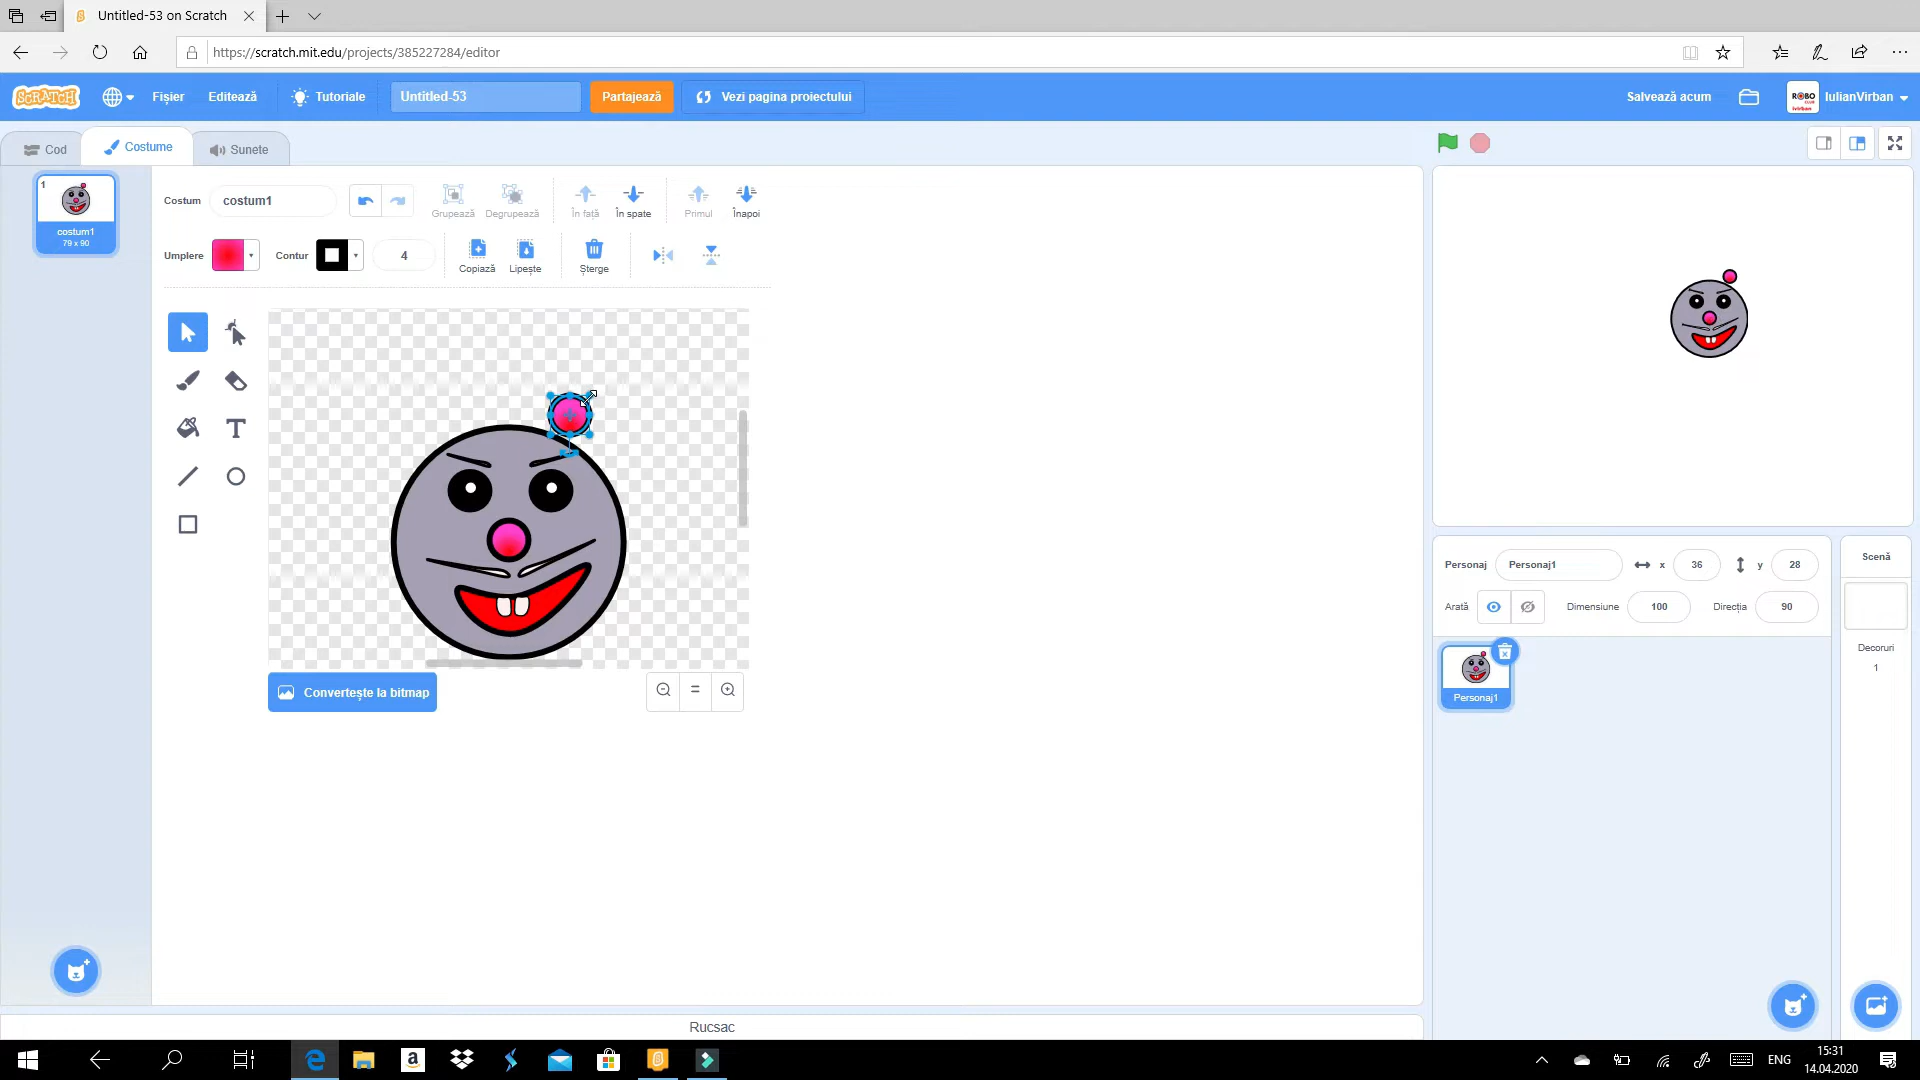 Untitled-53 on Scratch
https://scratch.mit.edu/projects/385227284/editor
SCRATCH
Fișier
Editează
Tutoriale
Untitled-53
Partajează
Vezi pagina proiectului
Salvează acum
ROBO
IulianVirban
Cod
Costume
Sunete
1
costum1
79 x 90
Costum
costum1
Grupează
Degrupează
În față
În spate
Primul
Înapoi
Umplere
Contur
4
Copiază
Lipește
Șterge
Convertește la bitmap
Personaj
Personaj1
x
36
y
28
Arată
Dimensiune
100
Direcția
90
Personaj1
Scenă
Decoruri
1
Rucsac
ENG
15:31
14.04.2020